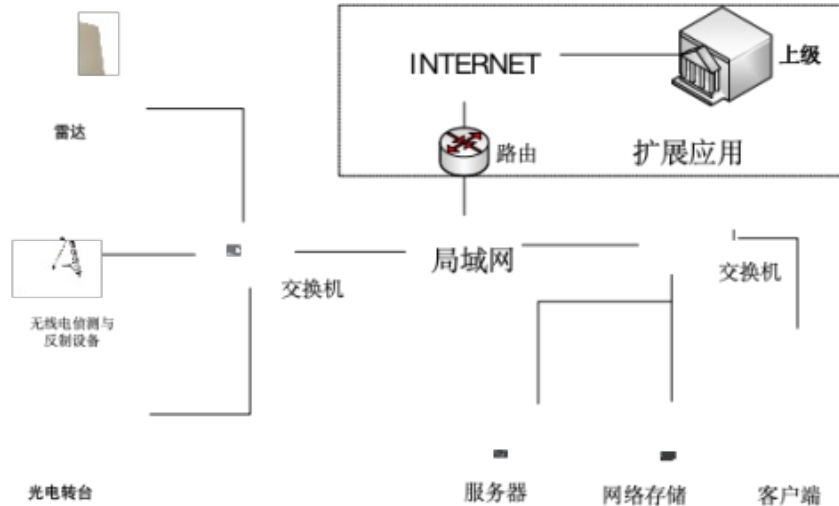 INTERNET
上级
雷达
路由
扩展应用
局域网
交换机
交换机
无线电侦测与
反制设备
光电转台
服务器
网络存储
客户端